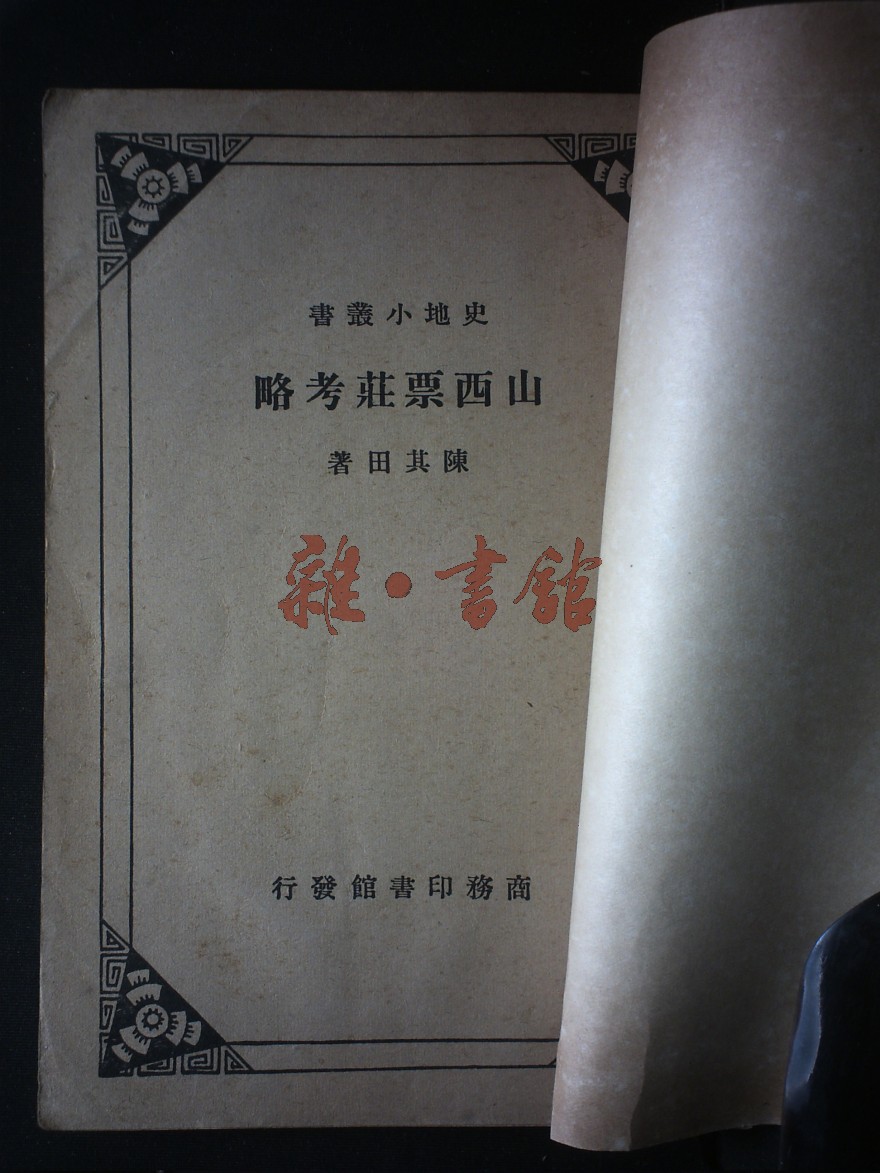 史地小叢書
山西票莊考略
陳其田著
雜·書館
商務印書館發行